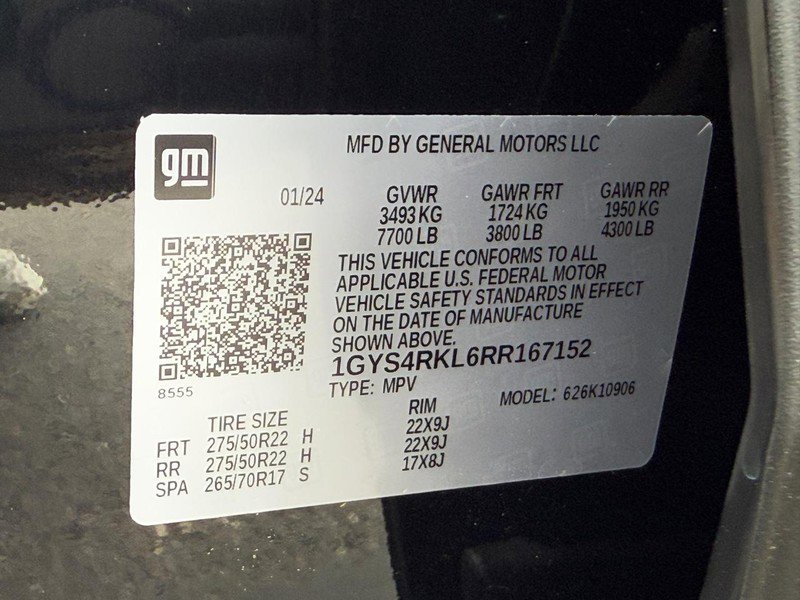 gm
MFD BY GENERAL MOTORS LLC
01/24
GVWR GAWR FRT GAWR RR
3493 KG 1724 KG 1950 KG
7700 LB 3800 LB 4300 LB
THIS VEHICLE CONFORMS TO ALL
APPLICABLE U.S. FEDERAL MOTOR
VEHICLE SAFETY STANDARDS IN EFFECT
ON THE DATE OF MANUFACTURE
SHOWN ABOVE.
1GYS4RKL6RR167152
8555
TYPE: MPV MODEL: 626K10906
TIRE SIZE RIM
FRT 275/50R22 H 22X9J
RR 275/50R22 H 22X9J
SPA 265/70R17 S 17X8J